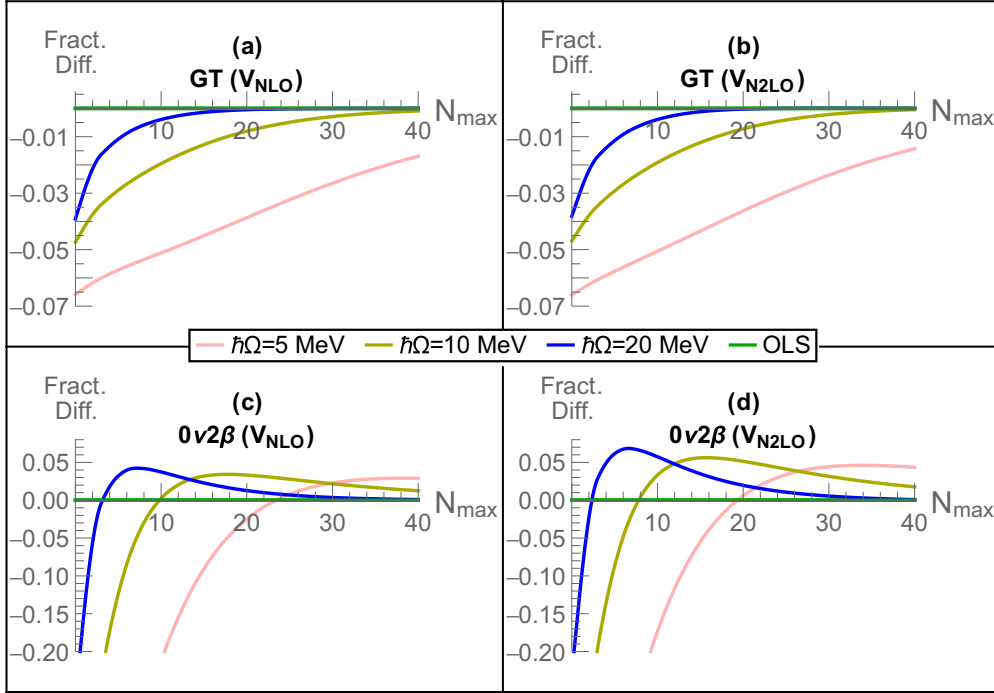 Fract.
Diff.
(a)
GT (V_NLO)
N_max
10
20
30
40
−0.01
−0.03
−0.05
−0.07
Fract.
Diff.
(b)
GT (V_N2LO)
N_max
10
20
30
40
−0.01
−0.03
−0.05
−0.07
ℏΩ=5 MeV
ℏΩ=10 MeV
ℏΩ=20 MeV
OLS
Fract.
Diff.
(c)
0ν2β (V_NLO)
0.05
0.00
N_max
10
20
30
40
−0.05
−0.10
−0.15
−0.20
Fract.
Diff.
(d)
0ν2β (V_N2LO)
0.05
0.00
N_max
10
20
30
40
−0.05
−0.10
−0.15
−0.20